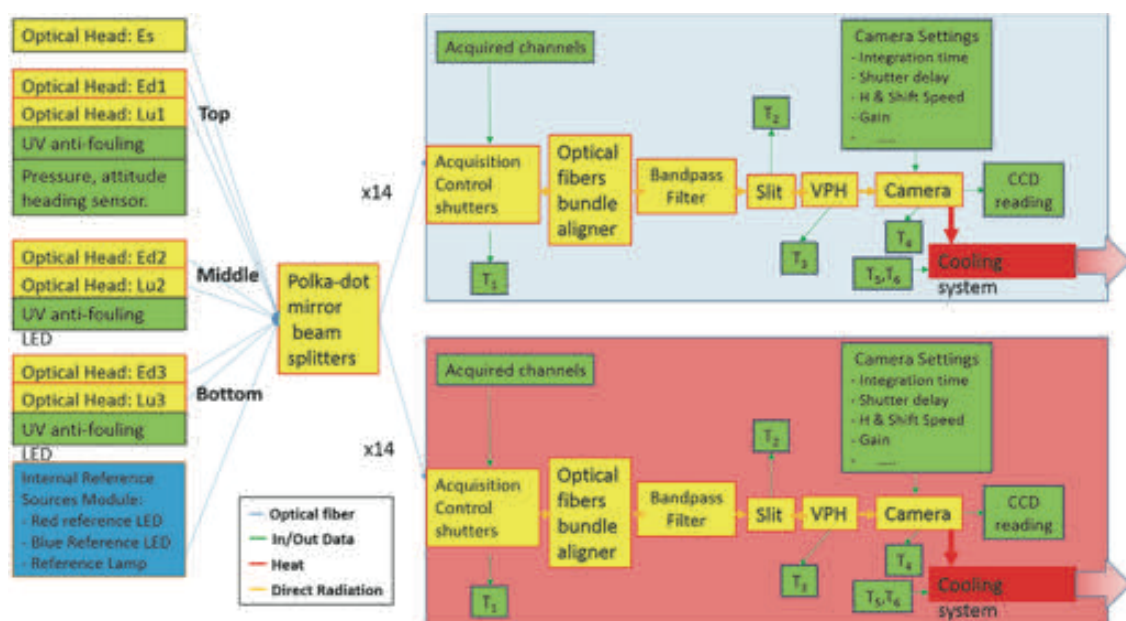 Optical Head: Es
Optical Head: Ed1
Optical Head: Lu1
UV anti-fouling
Pressure, attitude
heading sensor.
Top
Optical Head: Ed2
Optical Head: Lu2
UV anti-fouling
LED
Middle
Optical Head: Ed3
Optical Head: Lu3
UV anti-fouling
LED
Bottom
Internal Reference
Sources Module:
- Red reference LED
- Blue Reference LED
- Reference Lamp
Polka-dot
mirror
beam
splitters
x14
x14
Optical fiber
In/Out Data
Heat
Direct Radiation
Acquired channels
Acquisition
Control
shutters
T1
Optical
fibers
bundle
aligner
Bandpass
Filter
Slit
T2
VPH
T3
Camera Settings
- Integration time
- Shutter delay
- H & Shift Speed
- Gain
- ......
Camera
CCD
reading
T4
T5,T6
Cooling
system
Acquired channels
Acquisition
Control
shutters
T1
Optical
fibers
bundle
aligner
Bandpass
Filter
Slit
T2
VPH
T3
Camera Settings
- Integration time
- Shutter delay
- H & Shift Speed
- Gain
- ......
Camera
CCD
reading
T4
T5,T6
Cooling
system